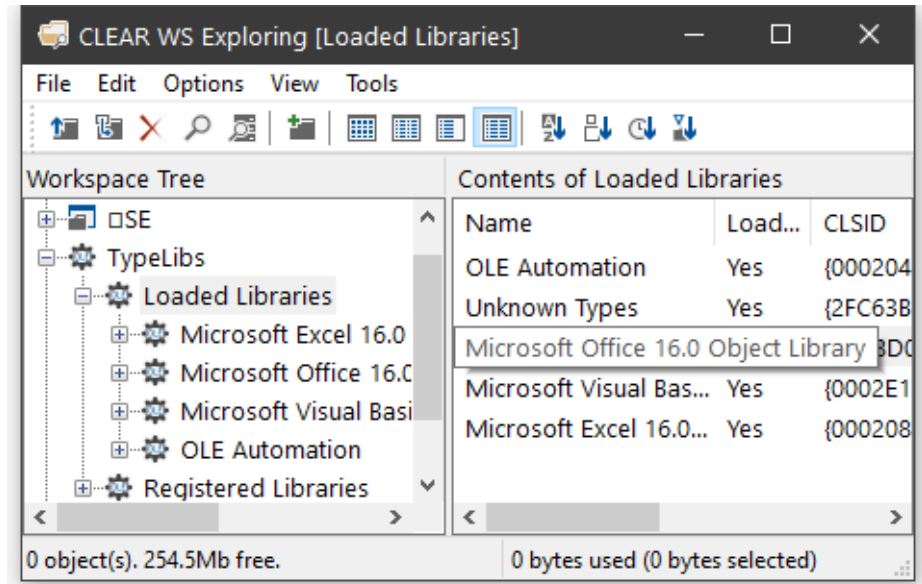 CLEAR WS Exploring [Loaded Libraries]
File Edit Options View Tools
Workspace Tree
□SE
TypeLibs
Loaded Libraries
Microsoft Excel 16.0
Microsoft Office 16.0
Microsoft Visual Basi
OLE Automation
Registered Libraries
Contents of Loaded Libraries
Name Load... CLSID
OLE Automation Yes {000204
Unknown Types Yes {2FC63B
Microsoft Office 16.0 Object Library
Microsoft Visual Bas... Yes {0002E1
Microsoft Excel 16.0... Yes {000208
0 object(s). 254.5Mb free.
0 bytes used (0 bytes selected)